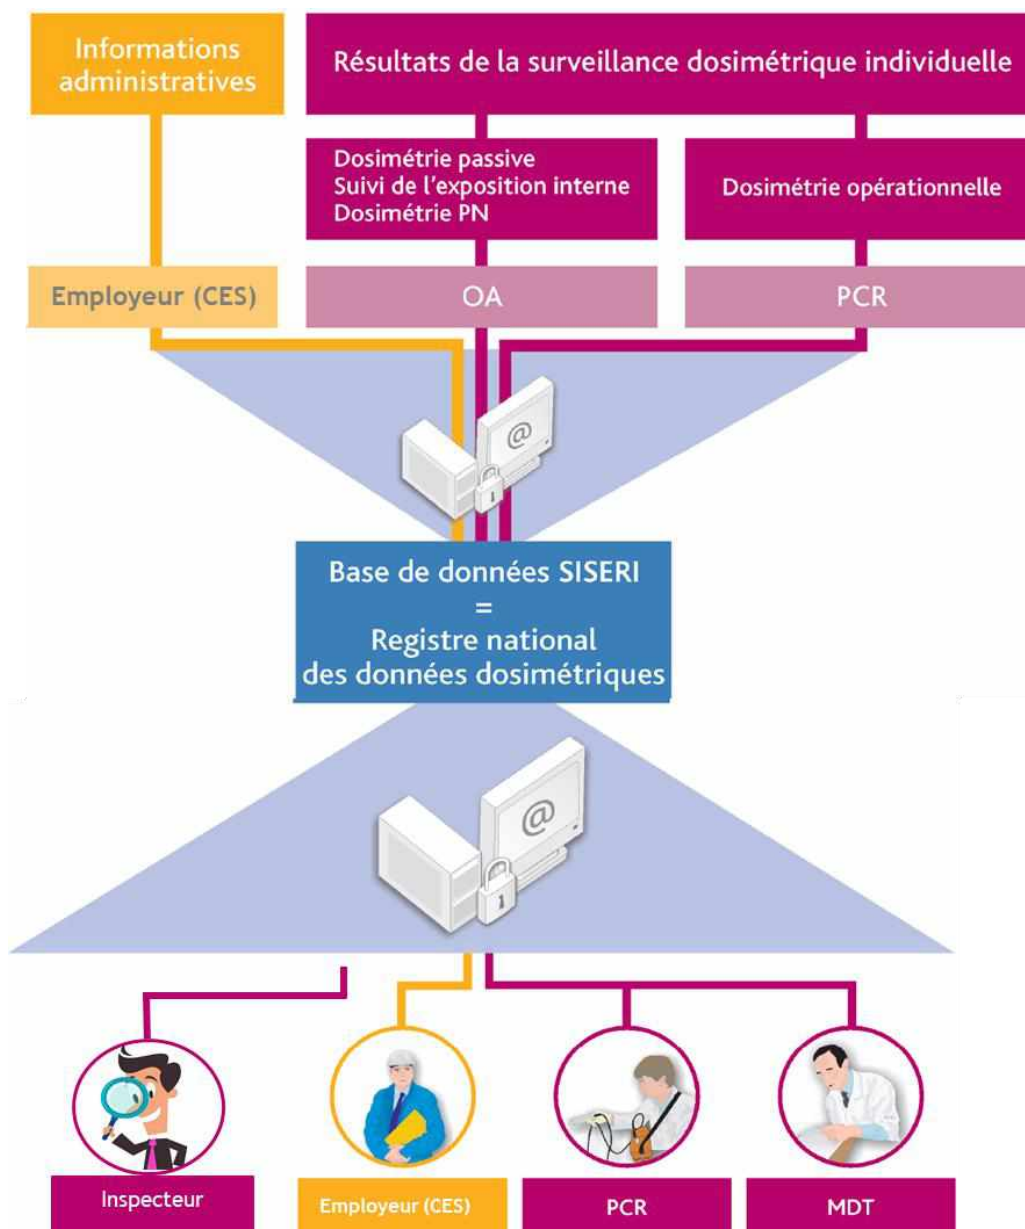 Informations
administratives
Résultats de la surveillance dosimétrique individuelle
Dosimétrie passive
Suivi de l'exposition interne
Dosimétrie PN
Dosimétrie opérationnelle
Employeur (CES)
OA
PCR
@
Base de données SISERI
=
Registre national
des données dosimétriques
@
Inspecteur
Employeur (CES)
PCR
MDT